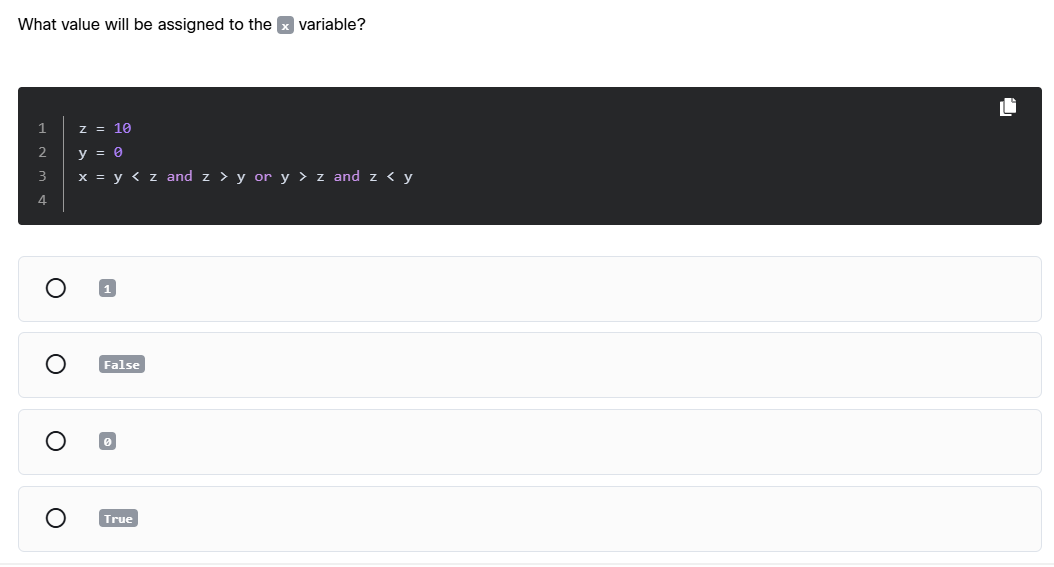 What value will be assigned to the x variable?
1 z = 10
2 y = 0
3 x = y < z and z > y or y > z and z < y
4
1
False
0
True